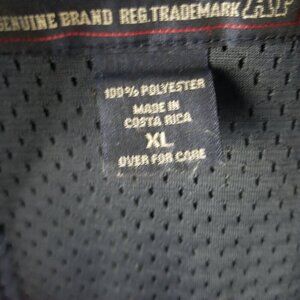 GENUINE BRAND REG.TRADEMARK
100% POLYESTER
MADE IN
COSTA RICA
XL
OVER FOR CARE